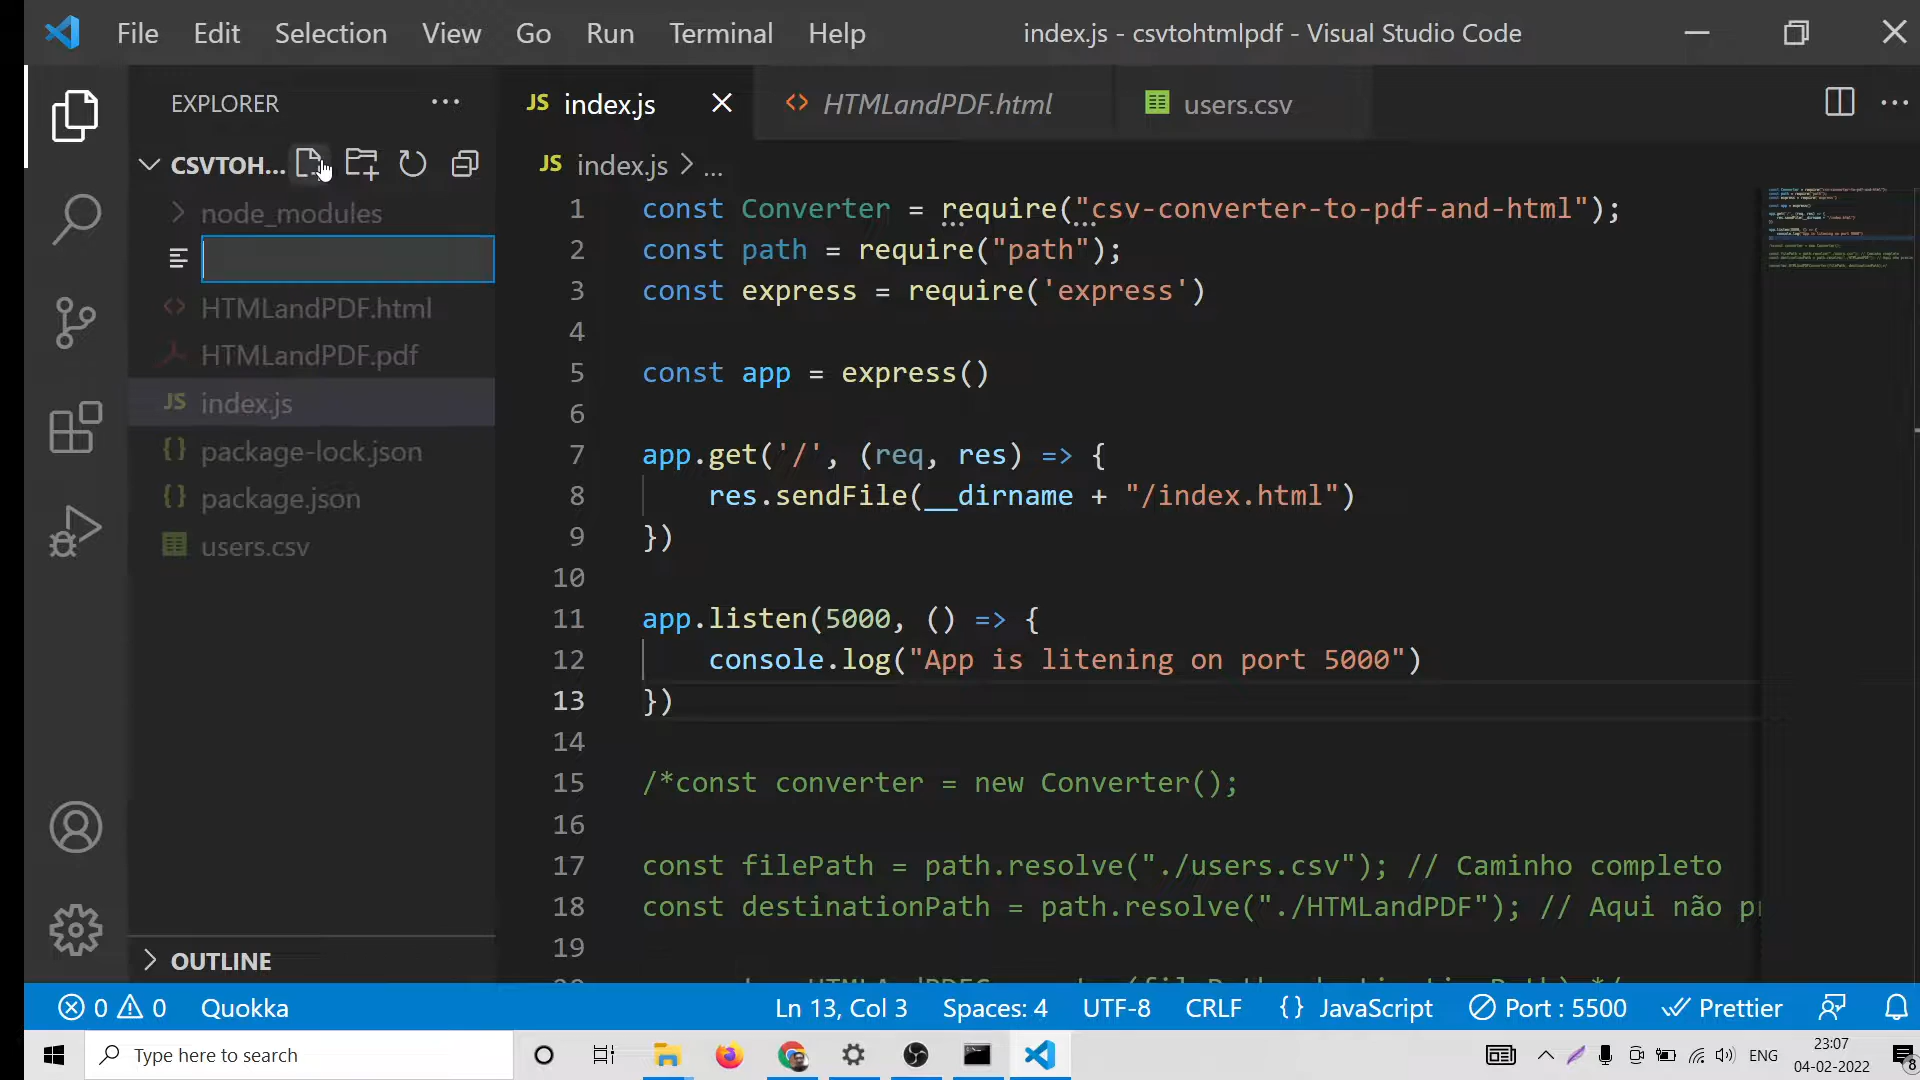 File Edit Selection View Go Run Terminal Help index.js - csvtohtmlpdf - Visual Studio Code
EXPLORER
CSVTOH...
node_modules
HTMLandPDF.html
HTMLandPDF.pdf
JS index.js
{} package-lock.json
{} package.json
users.csv
OUTLINE
JS index.js HTMLandPDF.html users.csv
JS index.js > ...
1 const Converter = require("csv-converter-to-pdf-and-html");
2 const path = require("path");
3 const express = require('express')
4
5 const app = express()
6
7 app.get('/', (req, res) => {
8 res.sendFile(__dirname + "/index.html")
9 })
10
11 app.listen(5000, () => {
12 console.log("App is litening on port 5000")
13 })
14
15 /*const converter = new Converter();
16
17 const filePath = path.resolve("./users.csv"); // Caminho completo
18 const destinationPath = path.resolve("./HTMLandPDF"); // Aqui não
19
0 0 Quokka Ln 13, Col 3 Spaces: 4 UTF-8 CRLF {} JavaScript Port : 5500 Prettier
Type here to search ENG 23:07
04-02-2022 8